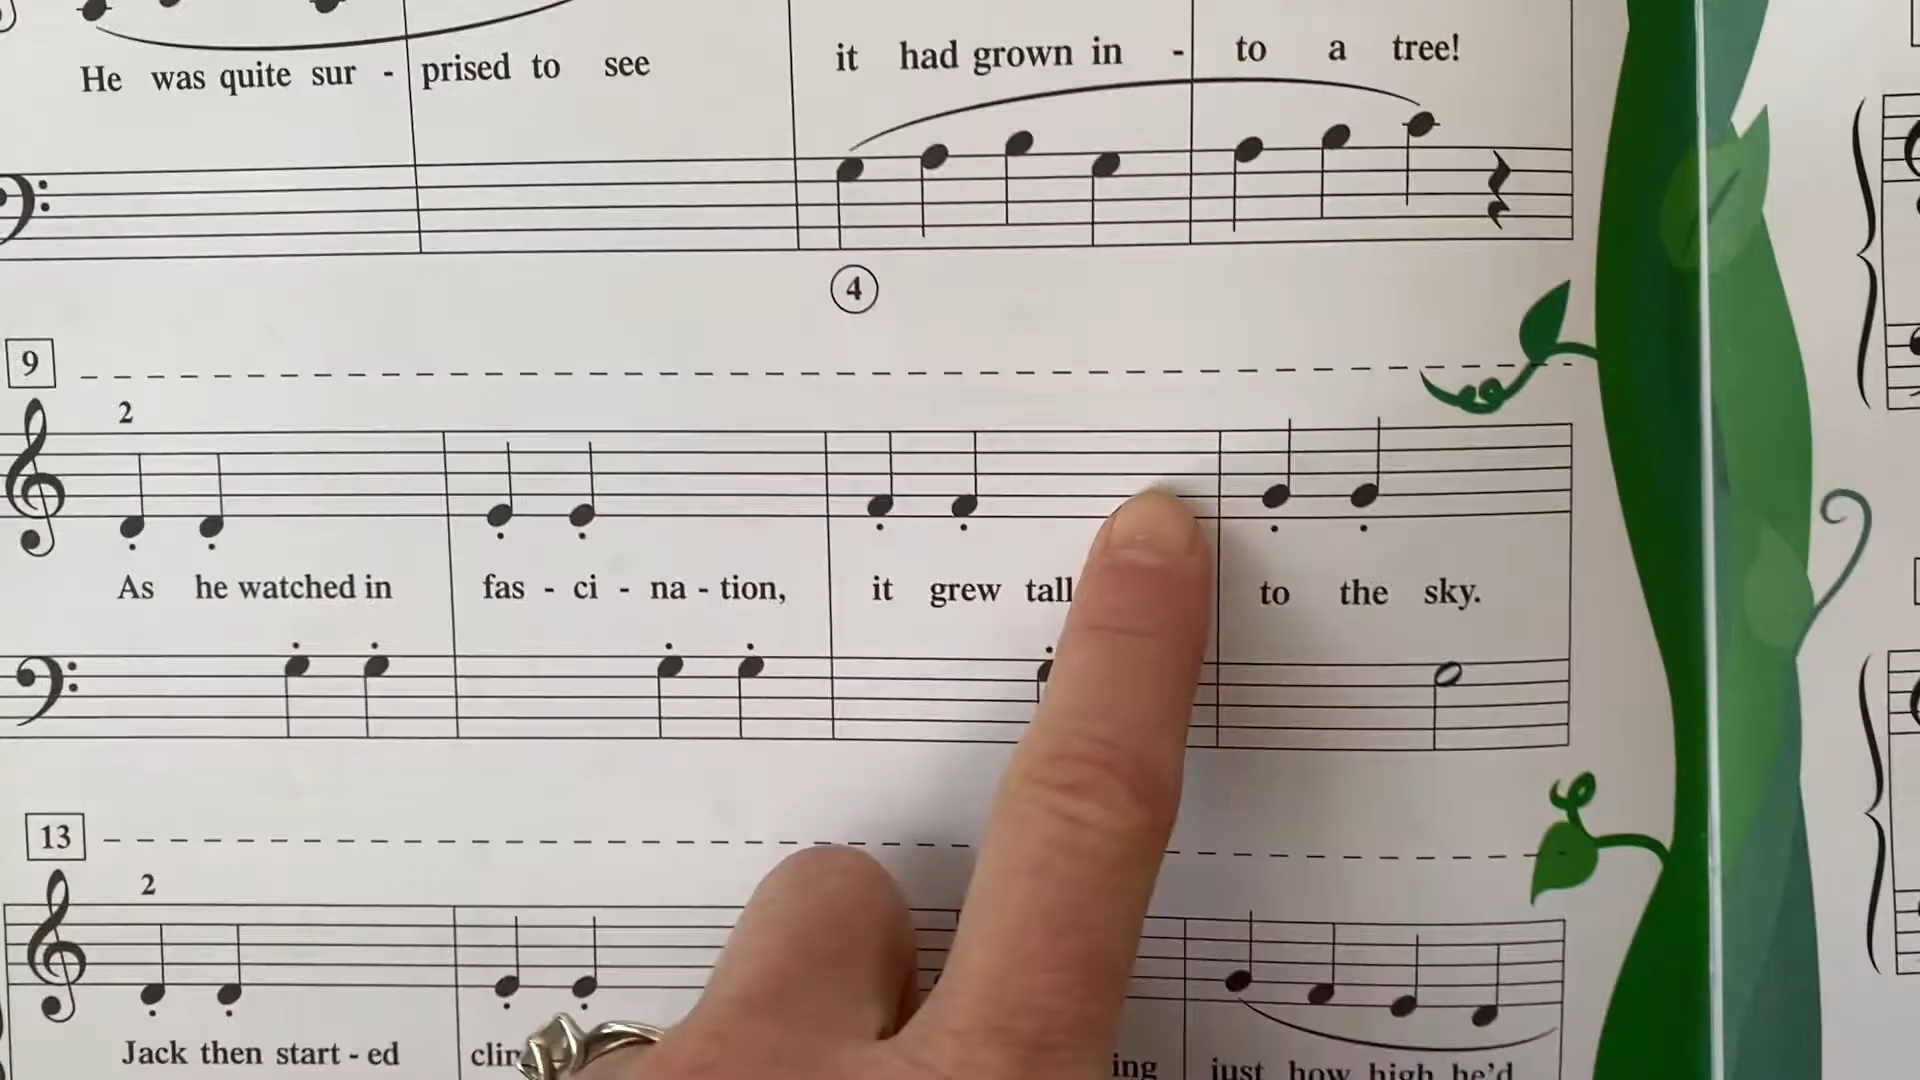 He was quite sur - prised to see it had grown in - to a tree!
4
9
2
As he watched in fas - ci - na - tion, it grew tall to the sky.
13
2
Jack then start - ed ing just how high he'd